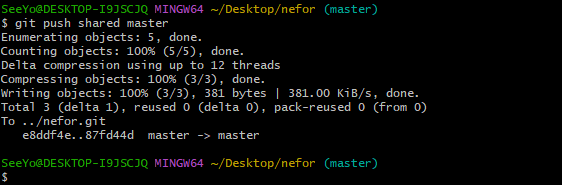 SeeYo@DESKTOP-I9JSCJQ MINGW64 ~/Desktop/nefor (master)
$ git push shared master
Enumerating objects: 5, done.
Counting objects: 100% (5/5), done.
Delta compression using up to 12 threads
Compressing objects: 100% (3/3), done.
Writing objects: 100% (3/3), 381 bytes | 381.00 KiB/s, done.
Total 3 (delta 1), reused 0 (delta 0), pack-reused 0 (from 0)
To ../nefor.git
   e8ddf4e..87fd44d  master -> master

SeeYo@DESKTOP-I9JSCJQ MINGW64 ~/Desktop/nefor (master)
$